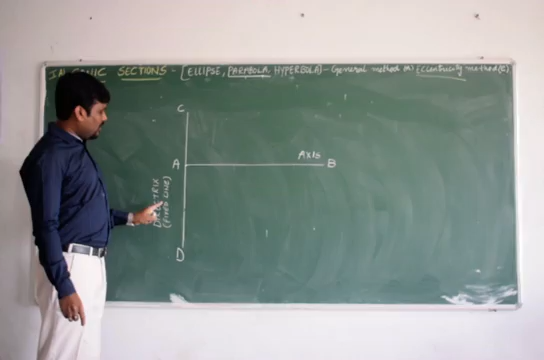 CONIC SECTIONS - [ELLIPSE, PARABOLA, HYPERBOLA) - General method (or) Eccentricity method (e)
C
AXIS
A
B
DIRECTRIX
(FIXED LINE)
D